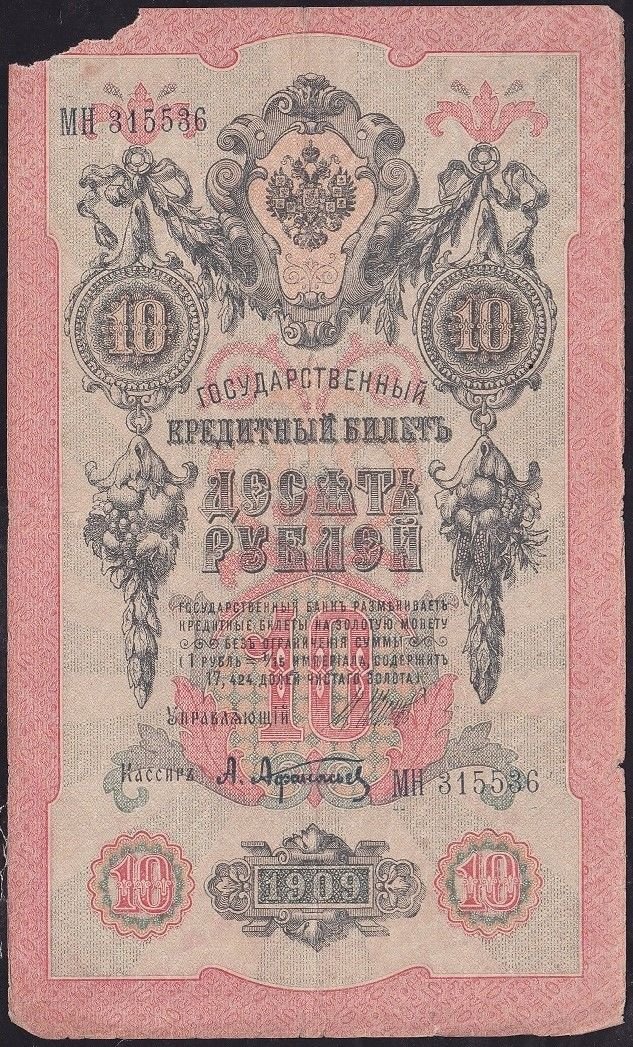 МН 315536
10 10
ГОСУДАРСТВЕННЫЙ
КРЕДИТНЫЙ БИЛЕТЪ
ДЕСЯТЬ
РУБЛЕЙ
ГОСУДАРСТВЕННЫЙ БАНКЪ РАЗМѢНИВАЕТЪ
КРЕДИТНЫЕ БИЛЕТЫ НА ЗОЛОТУЮ МОНЕТУ
БЕЗЪ ОГРАНИЧЕНІЯ СУММЫ
(1 РУБЛЬ = 1/15 ИМПЕРІАЛА, СОДЕРЖИТЪ
17,424 ДОЛЕЙ ЧИСТАГО ЗОЛОТА).
10
Управляющій
Кассиръ А. Афанасьев МН 315536
10 1909 10